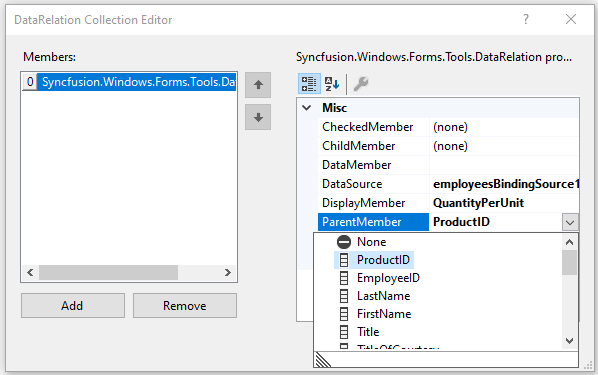 DataRelation Collection Editor
Members:
0 Syncfusion.Windows.Forms.Tools.Da
Add
Remove
Syncfusion.Windows.Forms.Tools.DataRelation pro...
Misc
CheckedMember (none)
ChildMember (none)
DataMember
DataSource employeesBindingSource1
DisplayMember QuantityPerUnit
ParentMember ProductID
None
ProductID
EmployeeID
LastName
FirstName
Title
TitleOfCourtesy